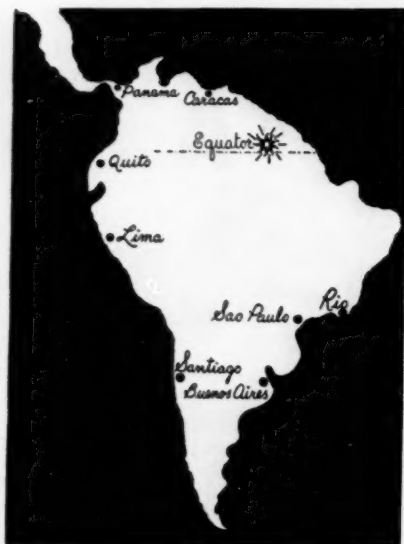 Panama
Caracas
Equator
Quito
Lima
Sao Paulo
Rio
Santiago
Buenos Aires